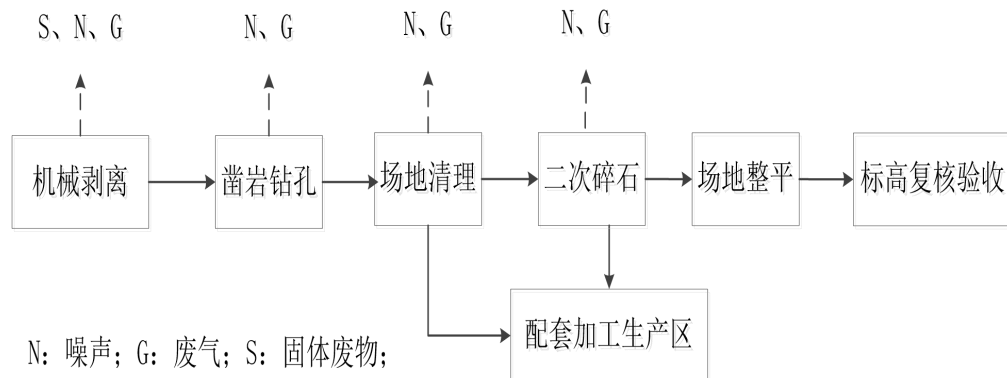 S、N、G
N、G
N、G
N、G
机械剥离
凿岩钻孔
场地清理
二次碎石
场地整平
标高复核验收
配套加工生产区
N：噪声；G：废气；S：固体废物；